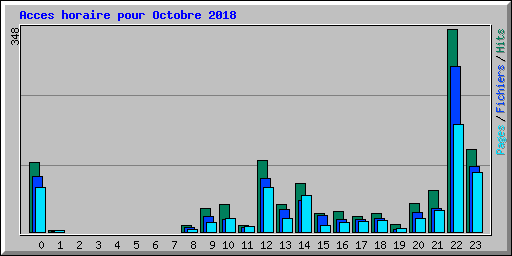 Acces horaire pour Octobre 2018
348
Pages / Fichiers / Hits
0 1 2 3 4 5 6 7 8 9 10 11 12 13 14 15 16 17 18 19 20 21 22 23